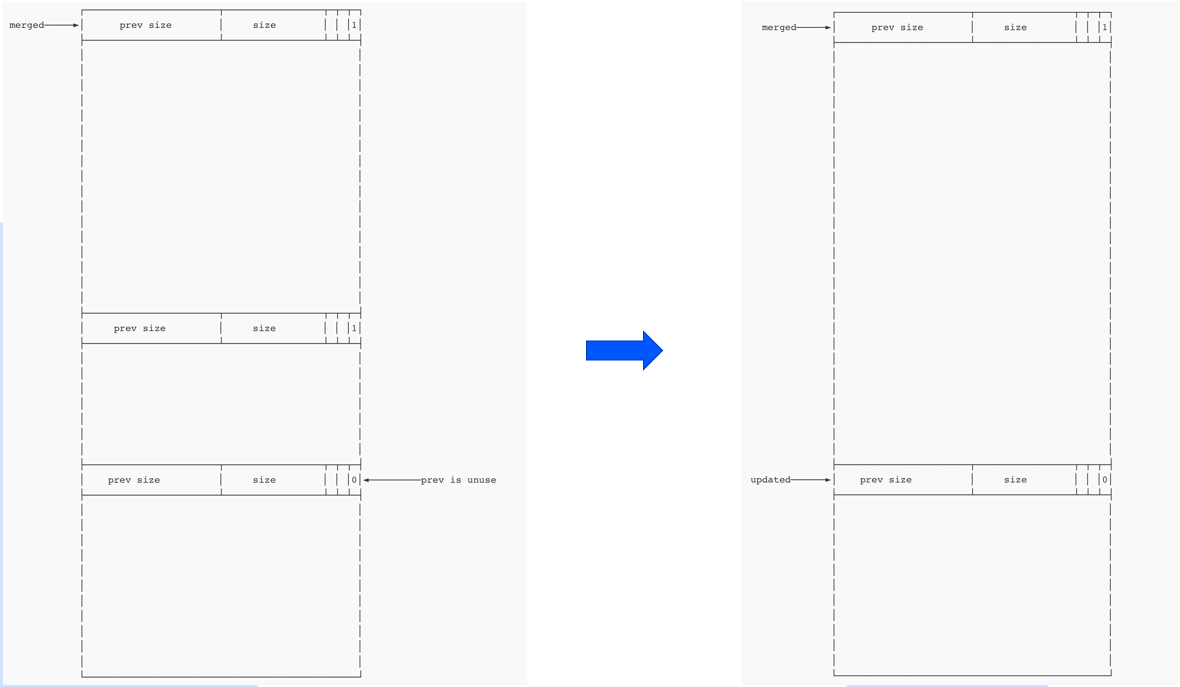 merged prev size size 1
prev size size 1
prev size size 0 prev is unuse
merged prev size size 1
updated prev size size 0